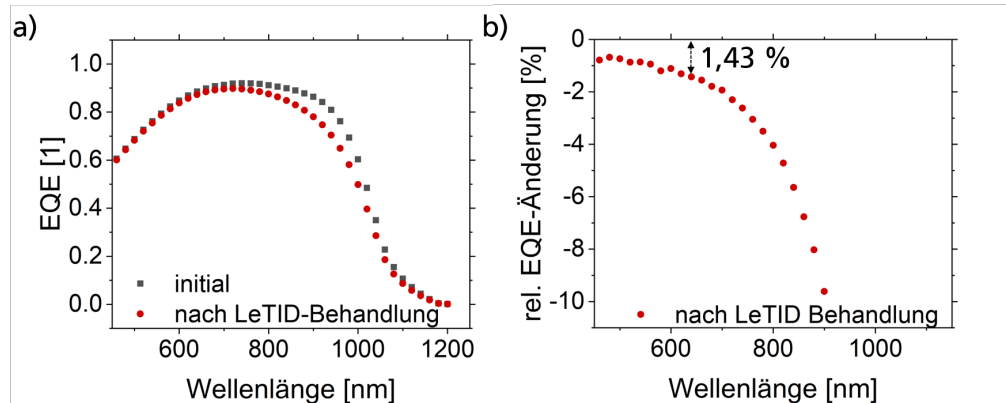 a)
EQE [1]
1.0
0.8
0.6
0.4
0.2
0.0
initial
nach LeTID-Behandlung
600 800 1000 1200
Wellenlänge [nm]
b)
rel. EQE-Änderung [%]
0
-2
-4
-6
-8
-10
1,43 %
nach LeTID Behandlung
600 800 1000
Wellenlänge [nm]